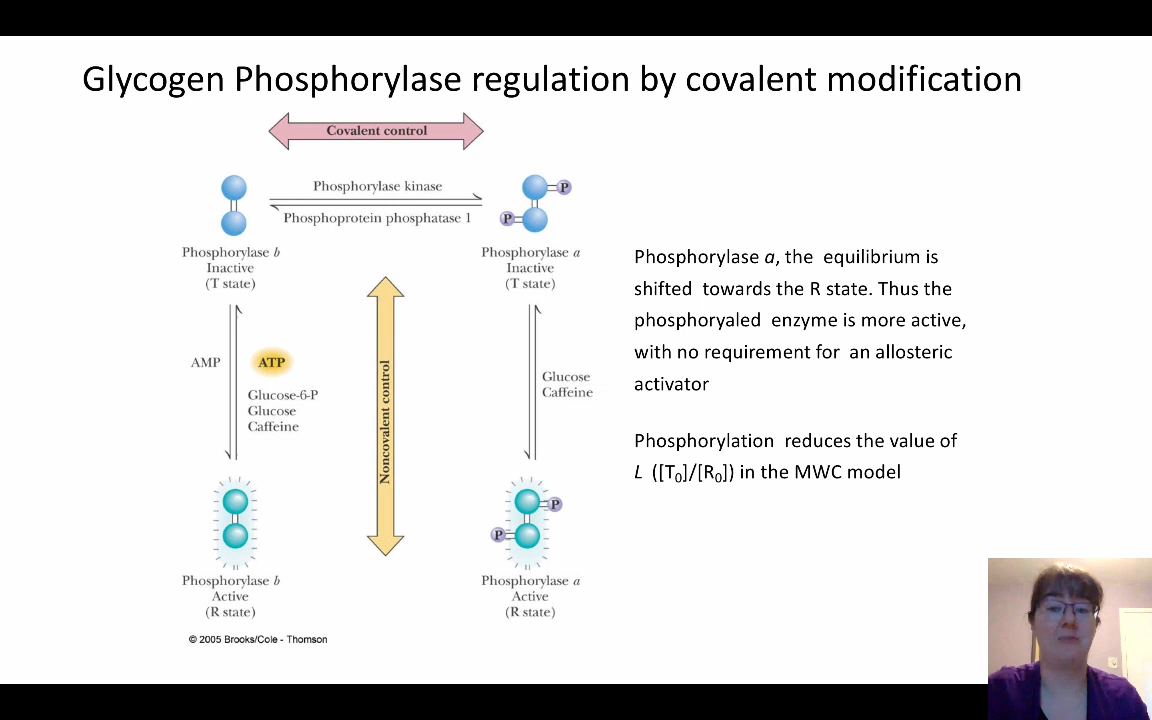 Glycogen Phosphorylase regulation by covalent modification
Covalent control
Phosphorylase kinase
Phosphoprotein phosphatase 1
P
P
Phosphorylase b
Inactive
(T state)
Phosphorylase a
Inactive
(T state)
AMP
ATP
Glucose-6-P
Glucose
Caffeine
Noncovalent control
Glucose
Caffeine
P
P
Phosphorylase b
Active
(R state)
Phosphorylase a
Active
(R state)
© 2005 Brooks/Cole - Thomson
Phosphorylase a, the equilibrium is
shifted towards the R state. Thus the
phosphoryaled enzyme is more active,
with no requirement for an allosteric
activator
Phosphorylation reduces the value of
L ([T₀]/[R₀]) in the MWC model